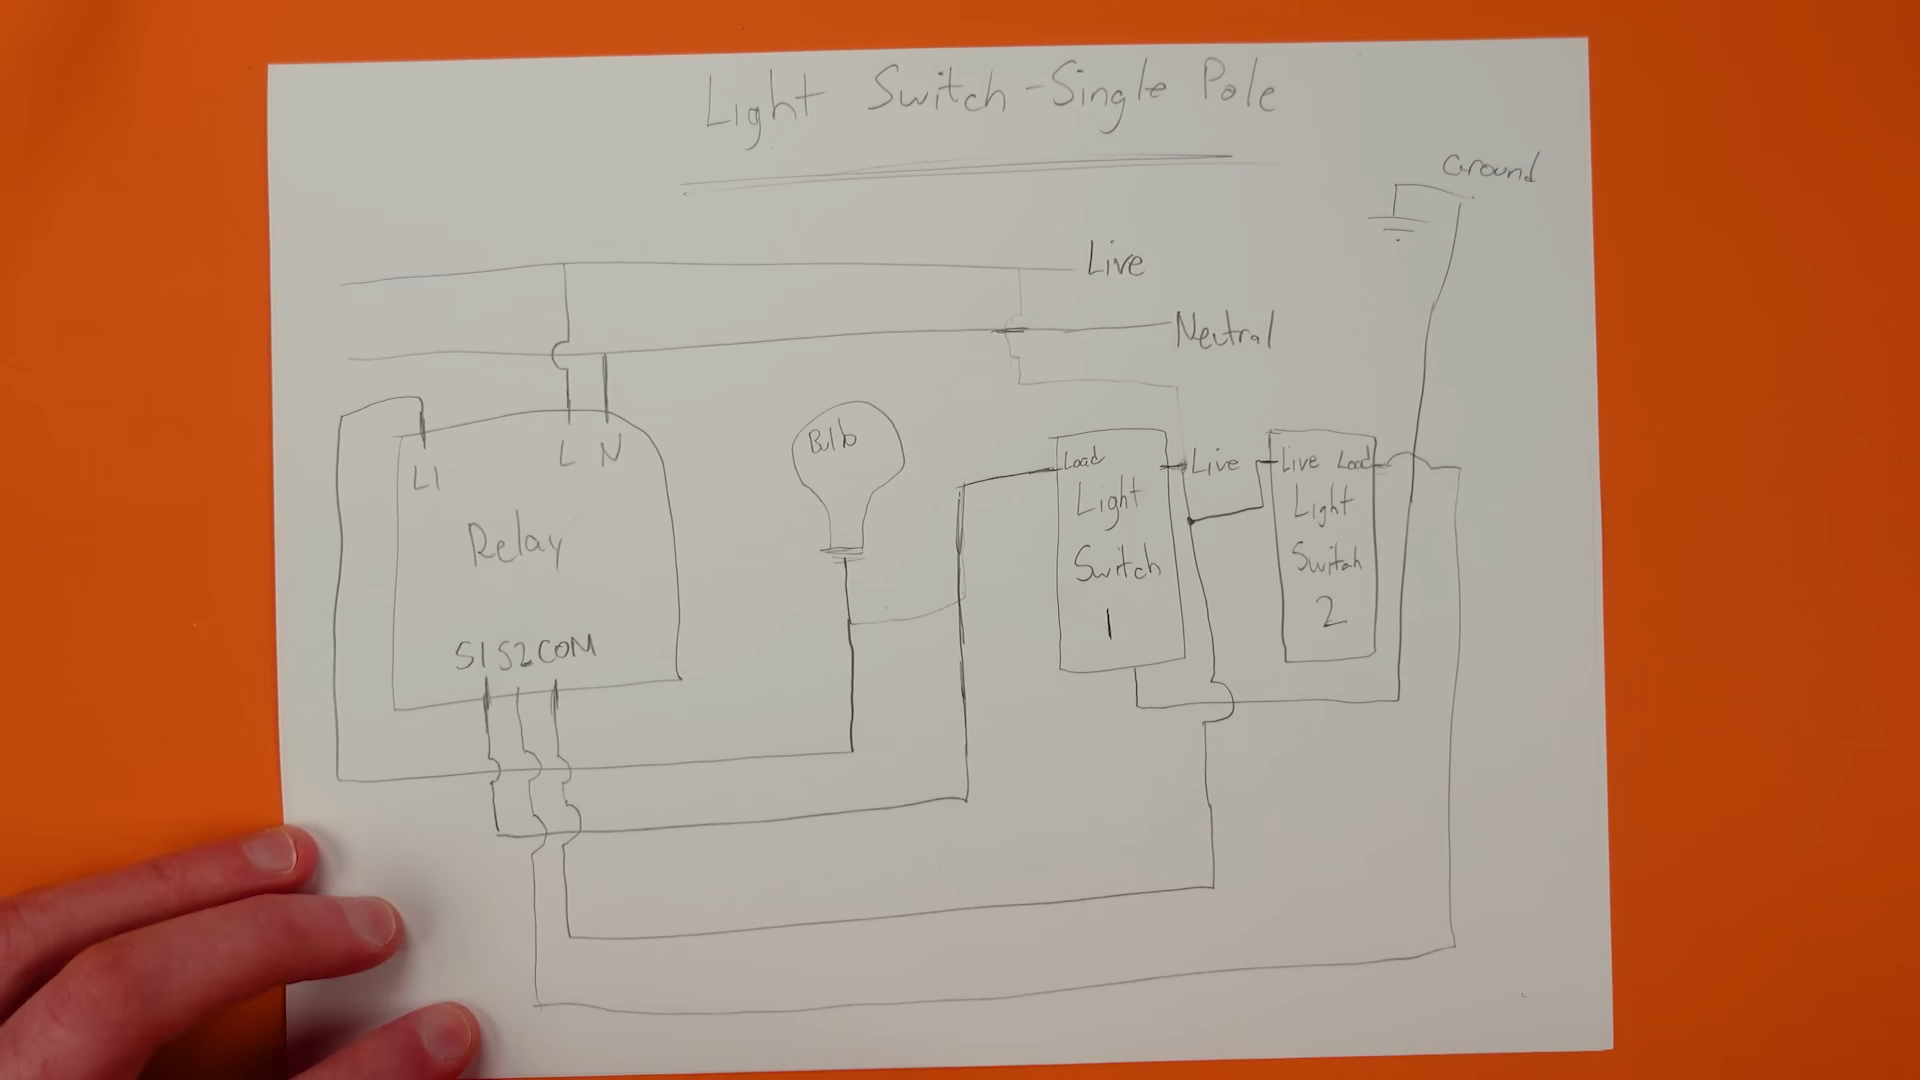 Light Switch - Single Pole
Ground
Live
Neutral
L1
L N
Relay
S1 S2 COM
Bulb
Load
Live
Light
Switch
1
Live Load
Light
Switch
2